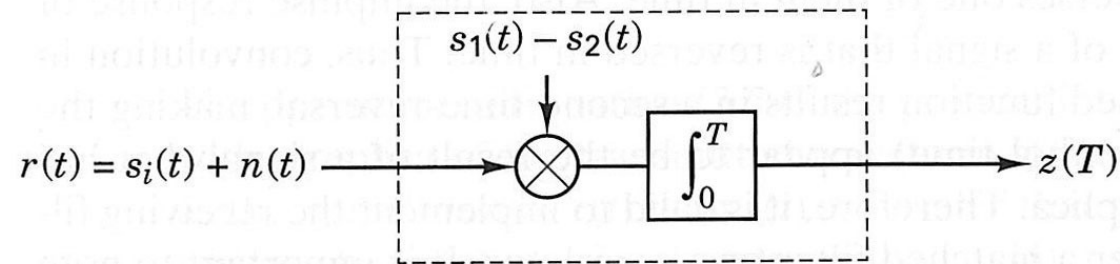 s₁(t) – s₂(t)
r(t) = sᵢ(t) + n(t)
∫₀ᵀ
z(T)